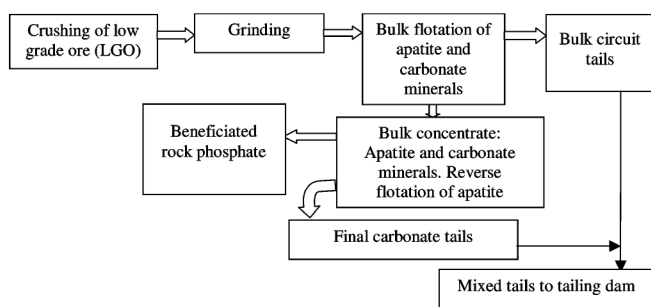 Crushing of low
grade ore (LGO)
Grinding
Bulk flotation of
apatite and
carbonate
minerals
Bulk circuit
tails
Beneficiated
rock phosphate
Bulk concentrate:
Apatite and carbonate
minerals. Reverse
flotation of apatite
Final carbonate tails
Mixed tails to tailing dam